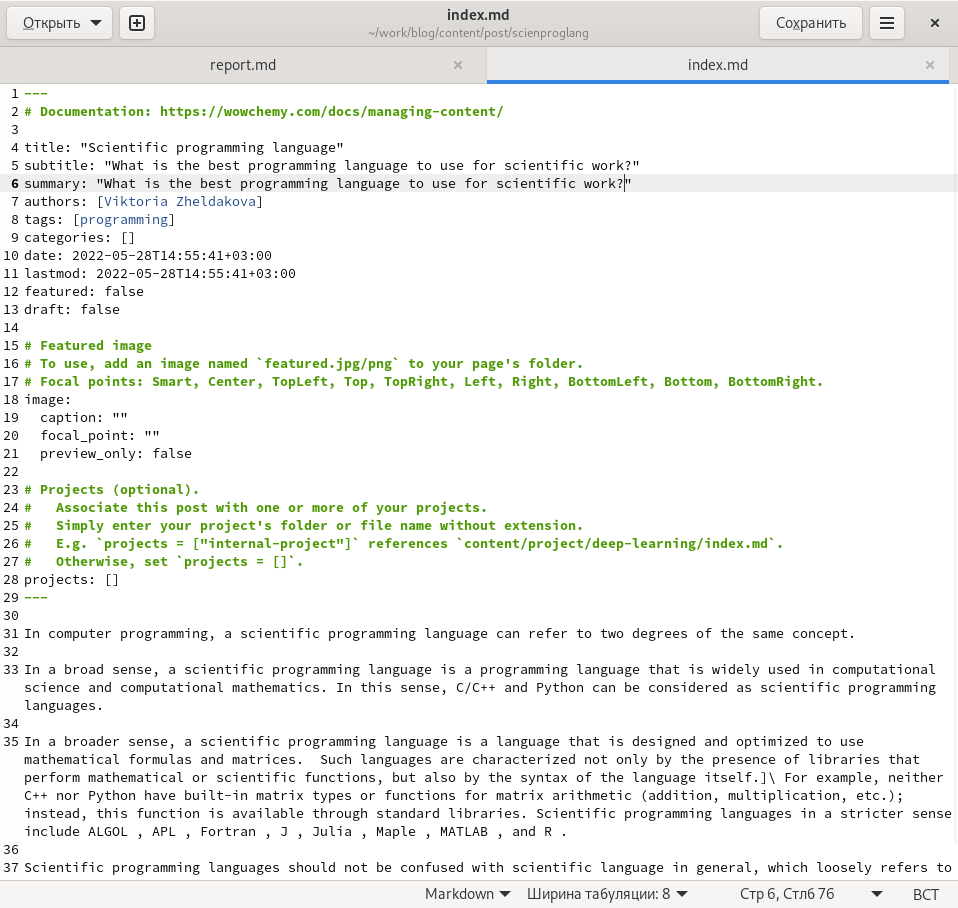 Открыть
index.md
~/work/blog/content/post/scienproglang
Сохранить
report.md
index.md
1 ---
2 # Documentation: https://wowchemy.com/docs/managing-content/
3
4 title: "Scientific programming language"
5 subtitle: "What is the best programming language to use for scientific work?"
6 summary: "What is the best programming language to use for scientific work?"
7 authors: [Viktoria Zheldakova]
8 tags: [programming]
9 categories: []
10 date: 2022-05-28T14:55:41+03:00
11 lastmod: 2022-05-28T14:55:41+03:00
12 featured: false
13 draft: false
14
15 # Featured image
16 # To use, add an image named `featured.jpg/png` to your page's folder.
17 # Focal points: Smart, Center, TopLeft, Top, TopRight, Left, Right, BottomLeft, Bottom, BottomRight.
18 image:
19   caption: ""
20   focal_point: ""
21   preview_only: false
22
23 # Projects (optional).
24 #   Associate this post with one or more of your projects.
25 #   Simply enter your project's folder or file name without extension.
26 #   E.g. `projects = ["internal-project"]` references `content/project/deep-learning/index.md`.
27 #   Otherwise, set `projects = []`.
28 projects: []
29 ---
30
31 In computer programming, a scientific programming language can refer to two degrees of the same concept.
32
33 In a broad sense, a scientific programming language is a programming language that is widely used in computational
science and computational mathematics. In this sense, C/C++ and Python can be considered as scientific programming
languages.
34
35 In a broader sense, a scientific programming language is a language that is designed and optimized to use
mathematical formulas and matrices.  Such languages are characterized not only by the presence of libraries that
perform mathematical or scientific functions, but also by the syntax of the language itself.]\ For example, neither
C++ nor Python have built-in matrix types or functions for matrix arithmetic (addition, multiplication, etc.);
instead, this function is available through standard libraries. Scientific programming languages in a stricter sense
include ALGOL , APL , Fortran , J , Julia , Maple , MATLAB , and R .
36
37 Scientific programming languages should not be confused with scientific language in general, which loosely refers to
Markdown
Ширина табуляции: 8
Стр 6, Стлб 76
ВСТ